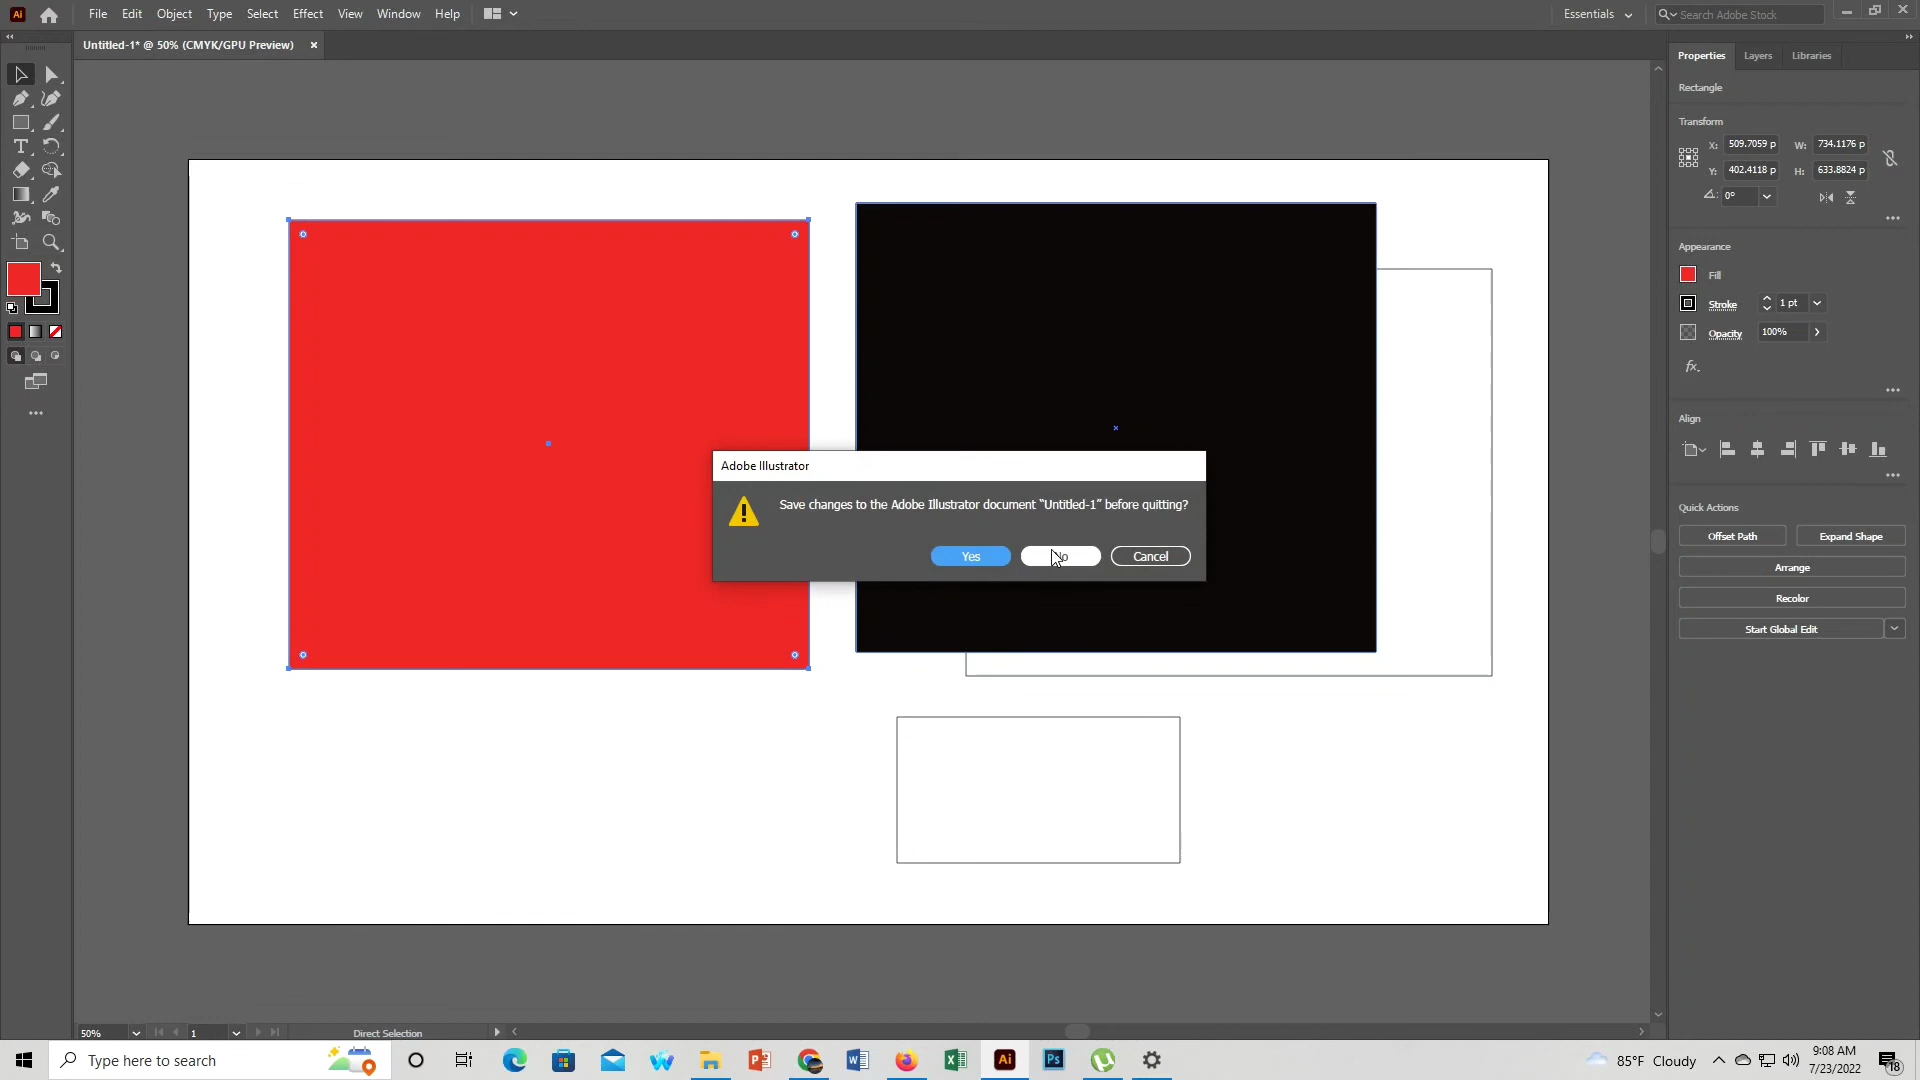 Ai File Edit Object Type Select Effect View Window Help Essentials Search Adobe Stock
Untitled-1* @ 50% (CMYK/GPU Preview) ×
Properties Layers Libraries
Rectangle
Transform
X: 509.7059 p W: 734.1176 p
Y: 402.4118 p H: 633.8824 p
0°
Appearance
Fill
Stroke 1 pt
Opacity 100%
fx.
Align
Quick Actions
Offset Path Expand Shape
Arrange
Recolor
Start Global Edit
Adobe Illustrator
Save changes to the Adobe Illustrator document “Untitled-1” before quitting?
Yes Cancel
50% 1 Direct Selection
Type here to search
Ai Ps
85°F Cloudy
9:08 AM
7/23/2022
18